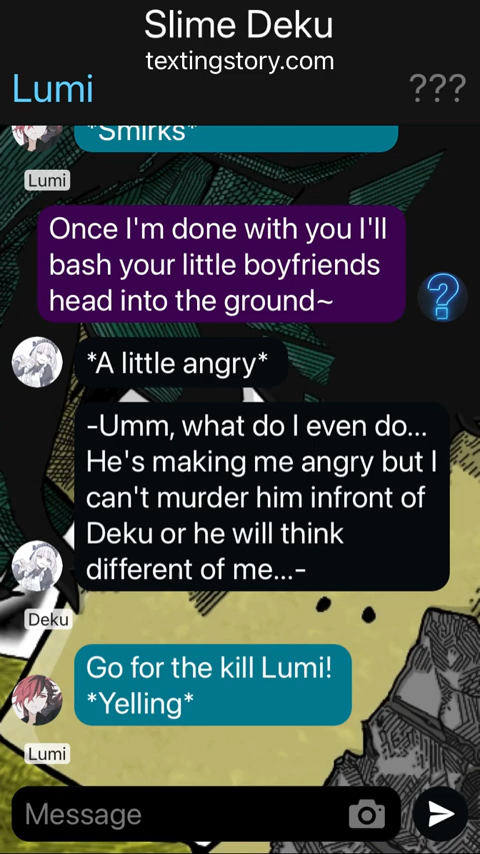 Slime Deku
textingstory.com
Lumi
???
*Smirks*
Lumi
Once I'm done with you I'll
bash your little boyfriends
head into the ground~
?
*A little angry*
-Umm, what do I even do...
He's making me angry but I
can't murder him infront of
Deku or he will think
different of me...-
Deku
Go for the kill Lumi!
*Yelling*
Lumi
Message